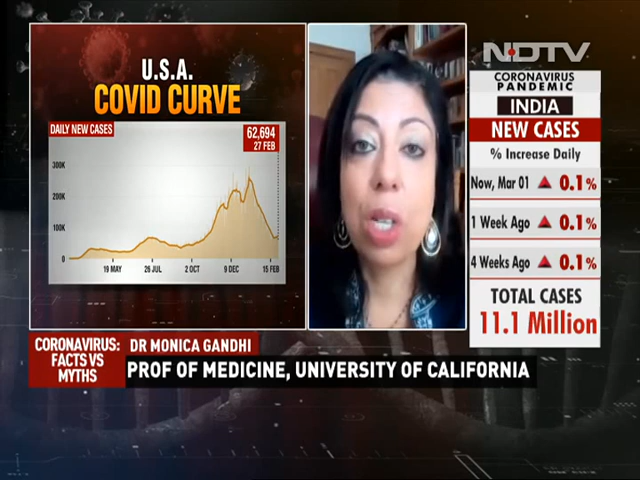 U.S.A.
COVID CURVE
DAILY NEW CASES
62,694
27 FEB
300K
200K
100K
0
19 MAY
26 JUL
2 OCT
9 DEC
15 FEB
NDTV
CORONAVIRUS
PANDEMIC
INDIA
NEW CASES
% Increase Daily
Now, Mar 01 ▲ 0.1%
1 Week Ago ▲ 0.1%
4 Weeks Ago ▲ 0.1%
TOTAL CASES
11.1 Million
CORONAVIRUS:
FACTS VS
MYTHS
DR MONICA GANDHI
PROF OF MEDICINE, UNIVERSITY OF CALIFORNIA